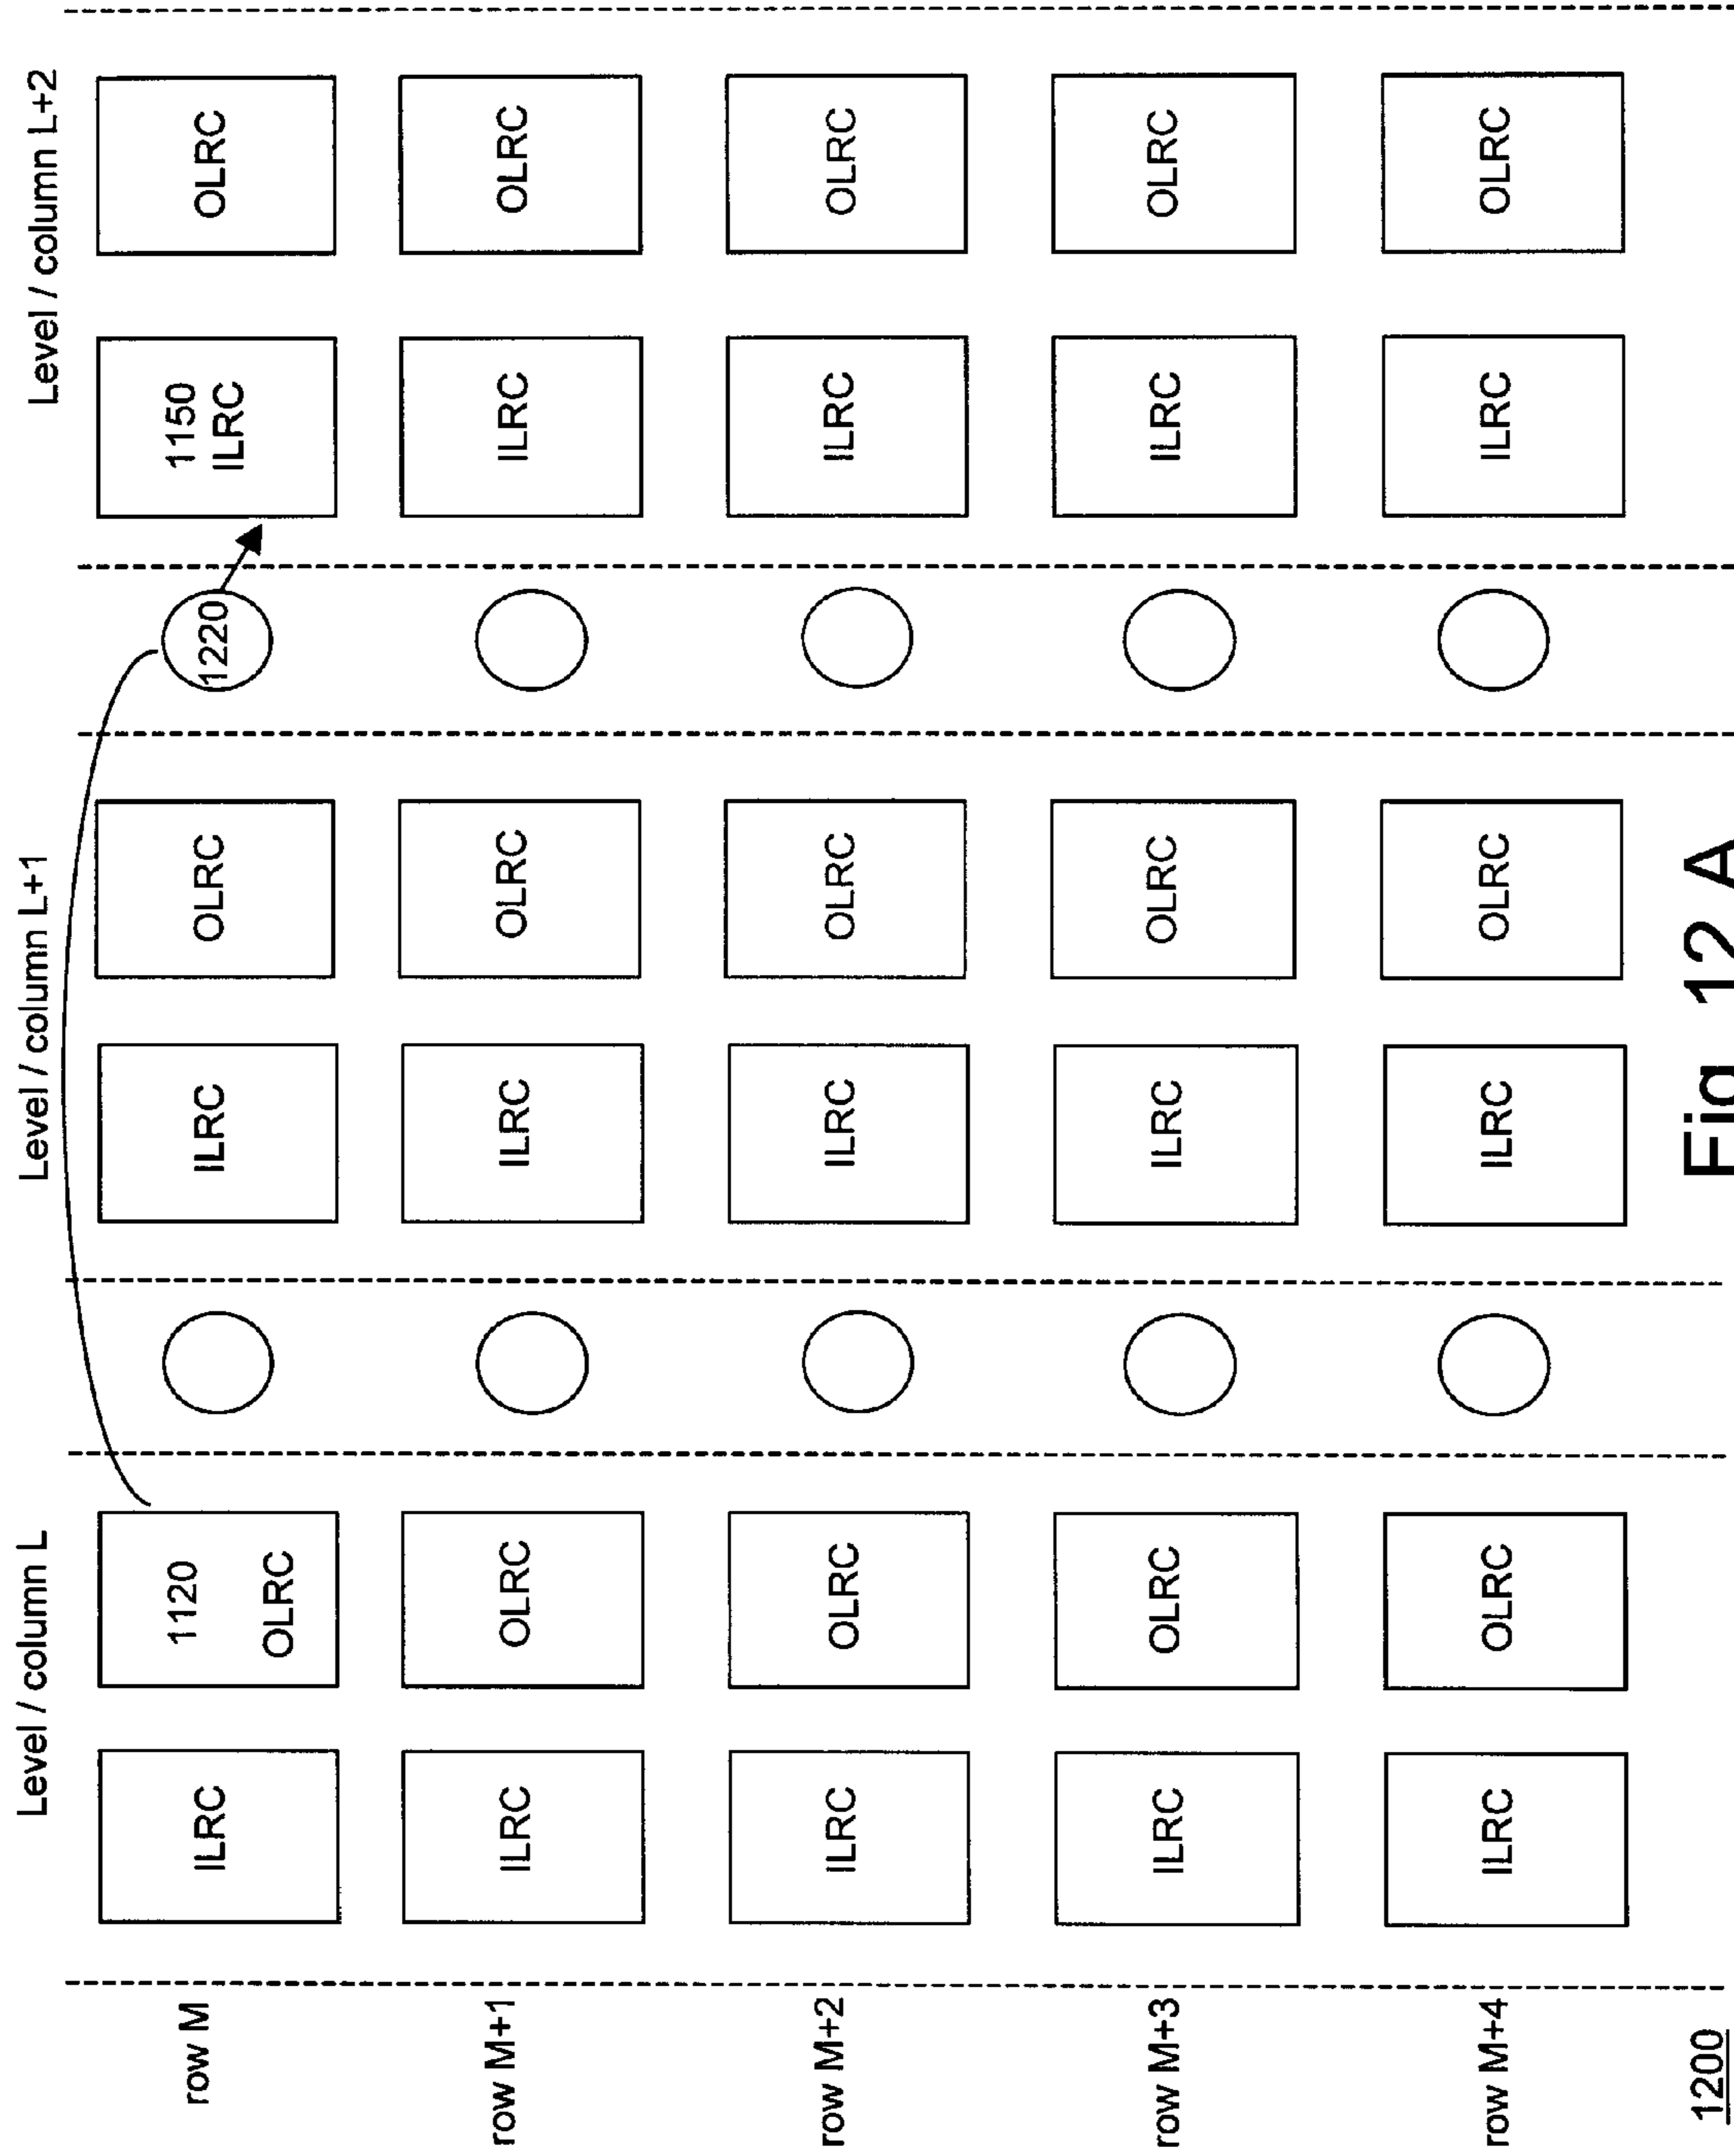 Level / column L
Level / column L+1
Level / column L+2
row M
ILRC
1120
OLRC
ILRC
OLRC
1220
1150
ILRC
OLRC
row M+1
ILRC
OLRC
ILRC
OLRC
ILRC
OLRC
row M+2
ILRC
OLRC
ILRC
OLRC
ILRC
OLRC
row M+3
ILRC
OLRC
ILRC
OLRC
ILRC
OLRC
row M+4
ILRC
OLRC
ILRC
OLRC
ILRC
OLRC
1200
Fig 12 A